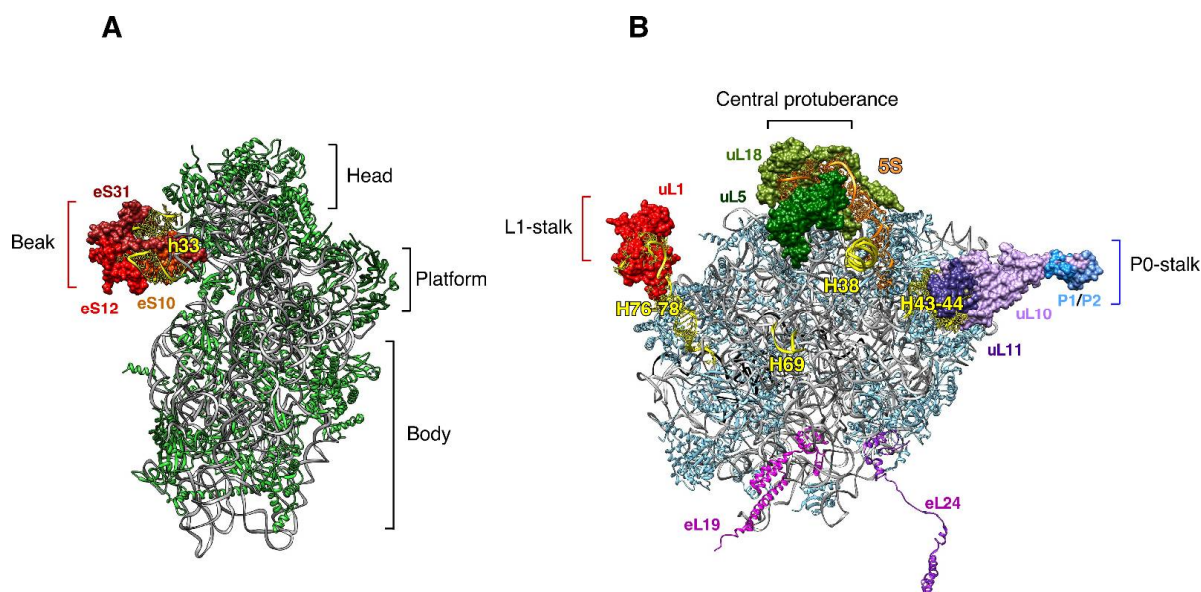 A
B
Central protuberance
uL18
5S
Head
eS31
uL1
uL5
Beak
h33
L1-stalk
P0-stalk
Platform
H38
eS10
eS12
H76-78
H43-44
P1/P2
uL10
uL11
H69
Body
eL19
eL24